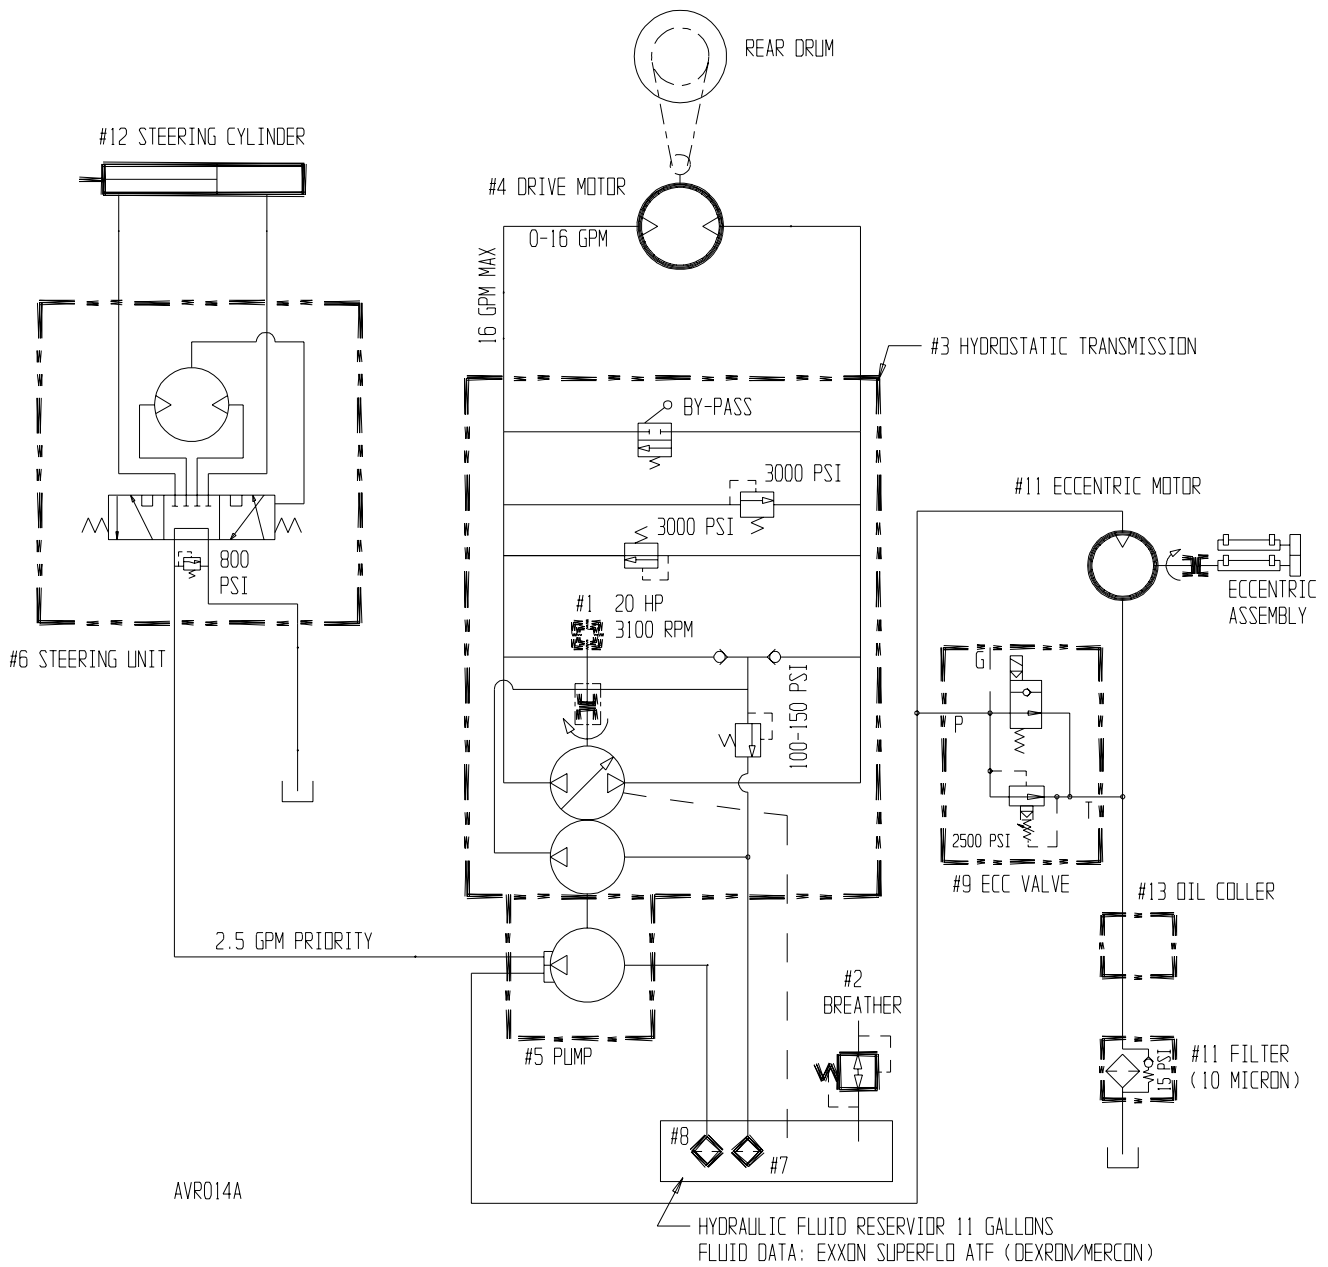 REAR DRUM
#12 STEERING CYLINDER
#4 DRIVE MOTOR
0-16 GPM
16 GPM MAX
#3 HYDROSTATIC TRANSMISSION
BY-PASS
3000 PSI
3000 PSI
#11 ECCENTRIC MOTOR
800
PSI
#1 20 HP
3100 RPM
ECCENTRIC
ASSEMBLY
#6 STEERING UNIT
G
P
100-150 PSI
T
2500 PSI
#9 ECC VALVE
#13 OIL COLLER
2.5 GPM PRIORITY
#2
BREATHER
#5 PUMP
15 PSI
#11 FILTER
(10 MICRON)
#8
#7
AVR014A
HYDRAULIC FLUID RESERVIOR 11 GALLONS
FLUID DATA: EXXON SUPERFLO ATF (DEXRON/MERCON)